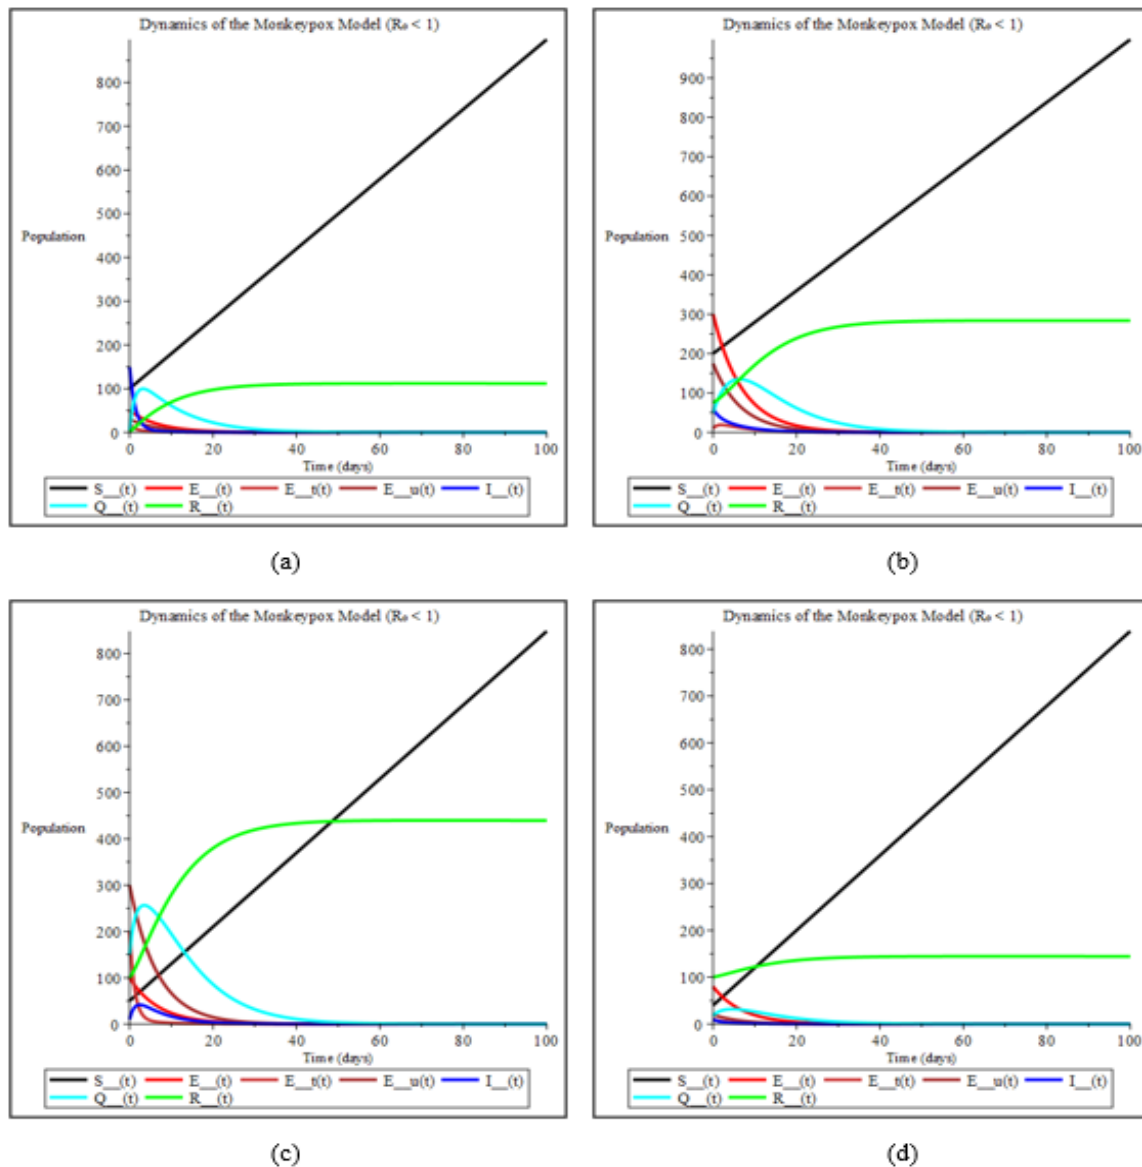 Dynamics of the Monkeypox Model (R₀ < 1)
800
700
600
500
Population
400
300
200
100
0
0 20 40 60 80 100
Time (days)
S__(t) E__(t) E__t(t) E__u(t) I__(t)
Q__(t) R__(t)
(a)
Dynamics of the Monkeypox Model (R₀ < 1)
900
800
700
600
500
Population
400
300
200
100
0
0 20 40 60 80 100
Time (days)
S__(t) E__(t) E__t(t) E__u(t) I__(t)
Q__(t) R__(t)
(b)
Dynamics of the Monkeypox Model (R₀ < 1)
800
700
600
500
Population
400
300
200
100
0
0 20 40 60 80 100
Time (days)
S__(t) E__(t) E__t(t) E__u(t) I__(t)
Q__(t) R__(t)
(c)
Dynamics of the Monkeypox Model (R₀ < 1)
800
700
600
500
Population
400
300
200
100
0
0 20 40 60 80 100
Time (days)
S__(t) E__(t) E__t(t) E__u(t) I__(t)
Q__(t) R__(t)
(d)